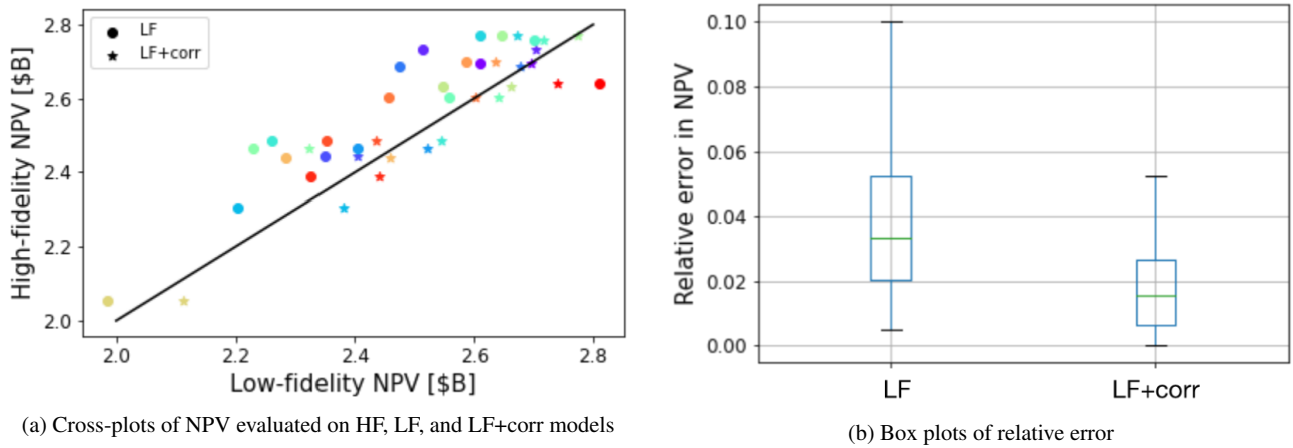 LF
LF+corr
High-fidelity NPV [$B]
2.8
2.6
2.4
2.2
2.0
2.0 2.2 2.4 2.6 2.8
Low-fidelity NPV [$B]
(a) Cross-plots of NPV evaluated on HF, LF, and LF+corr models
Relative error in NPV
0.10
0.08
0.06
0.04
0.02
0.00
LF LF+corr
(b) Box plots of relative error